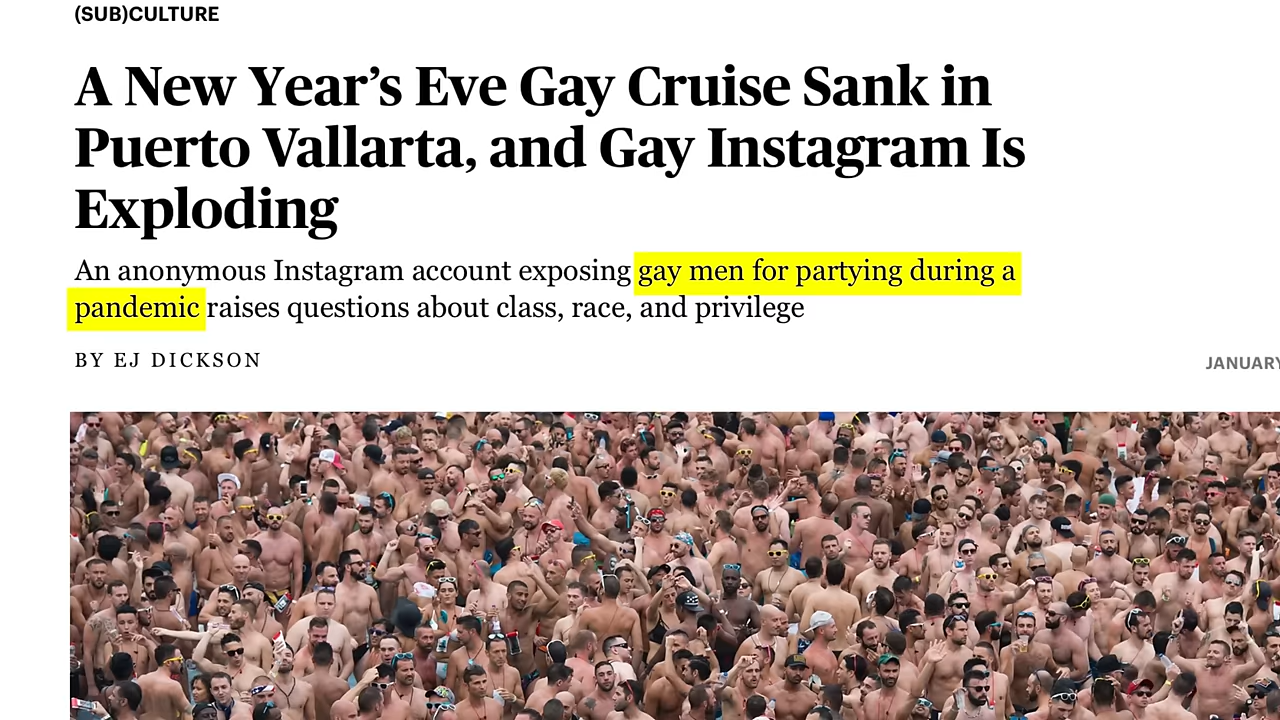 (SUB)CULTURE
A New Year’s Eve Gay Cruise Sank in
Puerto Vallarta, and Gay Instagram Is
Exploding
An anonymous Instagram account exposing gay men for partying during a
pandemic raises questions about class, race, and privilege
BY EJ DICKSON
JANUARY